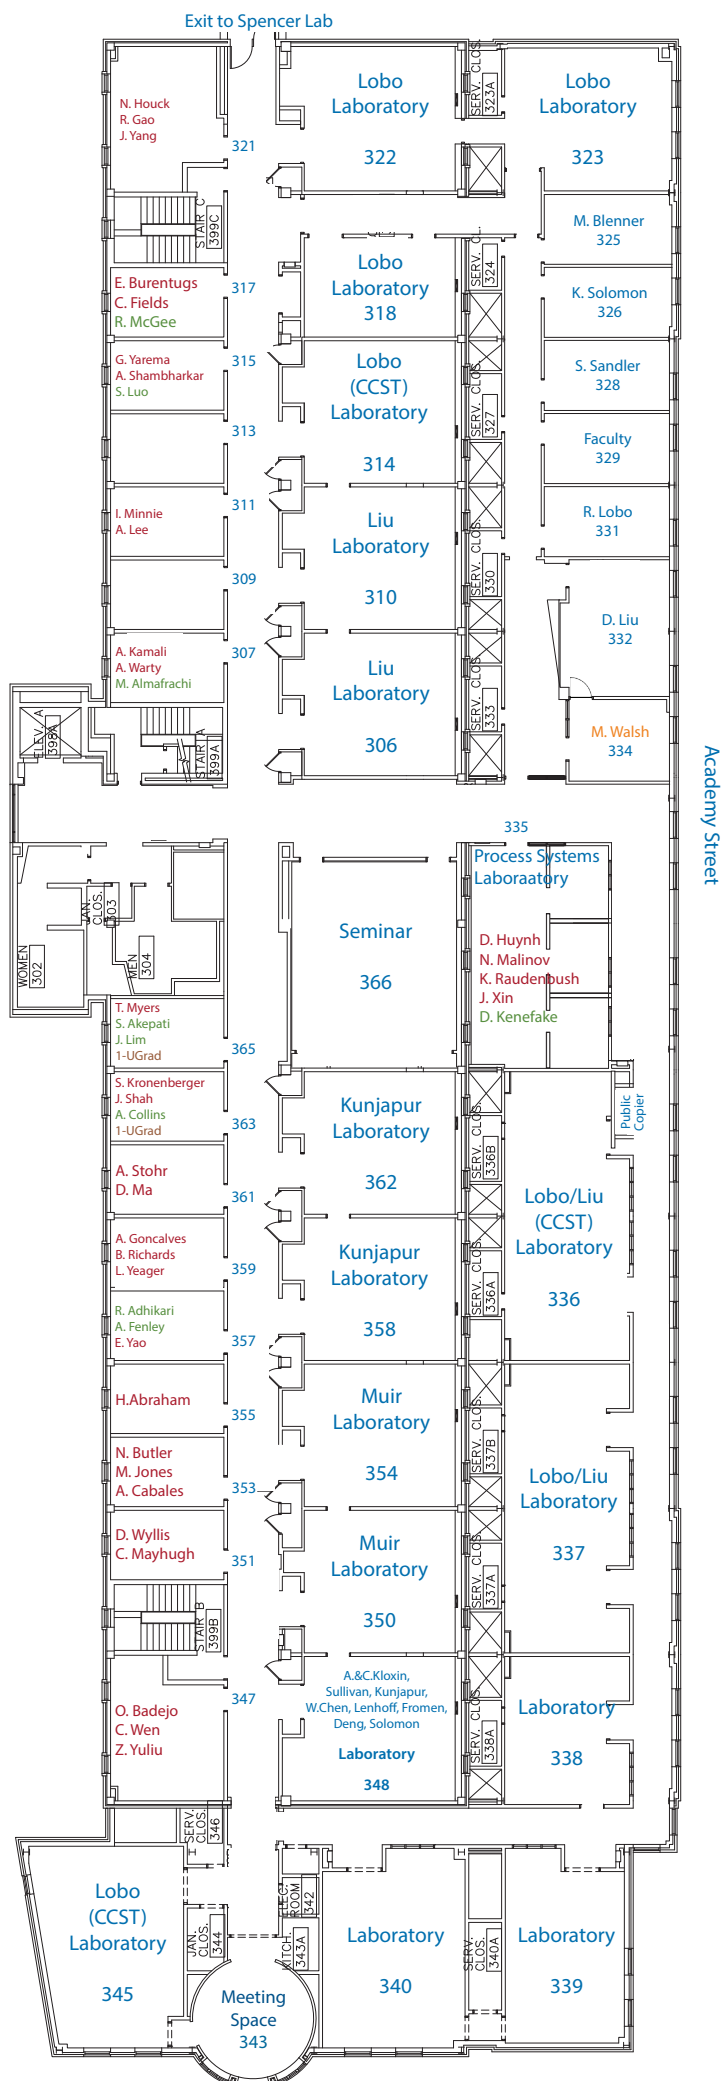 Exit to Spencer Lab
N. Houck
R. Gao
J. Yang
321
Lobo
Laboratory
322
SERV. CLOS.
323A
Lobo
Laboratory
323
STAIR C
399C
M. Blenner
325
E. Burentugs
C. Fields
R. McGee
317
Lobo
Laboratory
318
324
K. Solomon
326
G. Yarema
A. Shambharkar
S. Luo
315
Lobo
(CCST)
Laboratory
314
SERV. CLOS.
327
S. Sandler
328
313
Faculty
329
I. Minnie
A. Lee
311
Liu
Laboratory
310
SERV. CLOS.
330
R. Lobo
331
309
D. Liu
332
A. Kamali
A. Warty
M. Almafrachi
307
Liu
Laboratory
306
SERV. CLOS.
333
M. Walsh
334
ELEV. A
398A
STAIR A
399A
Academy Street
335
Process Systems
Laboraatory
WOMEN
302
JAN.
CLOS.
303
MEN
304
Seminar
366
D. Huynh
N. Malinov
K. Raudenbush
J. Xin
D. Kenefake
T. Myers
S. Akepati
J. Lim
1-UGrad
365
S. Kronenberger
J. Shah
A. Collins
1-UGrad
363
Kunjapur
Laboratory
362
SERV. CLOS.
336B
Public
Copier
A. Stohr
D. Ma
361
Lobo/Liu
(CCST)
Laboratory
336
A. Goncalves
B. Richards
L. Yeager
359
Kunjapur
Laboratory
358
SERV. CLOS.
336A
R. Adhikari
A. Fenley
E. Yao
357
H.Abraham
355
Muir
Laboratory
354
SERV. CLOS.
337B
Lobo/Liu
Laboratory
337
N. Butler
M. Jones
A. Cabales
353
D. Wyllis
C. Mayhugh
351
Muir
Laboratory
350
SERV. CLOS.
337A
STAIR B
399B
347
O. Badejo
C. Wen
Z. Yuliu
A.&C.Kloxin,
Sullivan, Kunjapur,
W.Chen, Lenhoff, Fromen,
Deng, Solomon
Laboratory
348
SERV. CLOS.
338A
Laboratory
338
SERV.
CLOS.
346
Lobo
(CCST)
Laboratory
345
JAN.
CLOS.
344
ELEC.
ROOM
342
KITCH.
343A
Meeting
Space
343
Laboratory
340
SERV.
CLOS.
340A
Laboratory
339